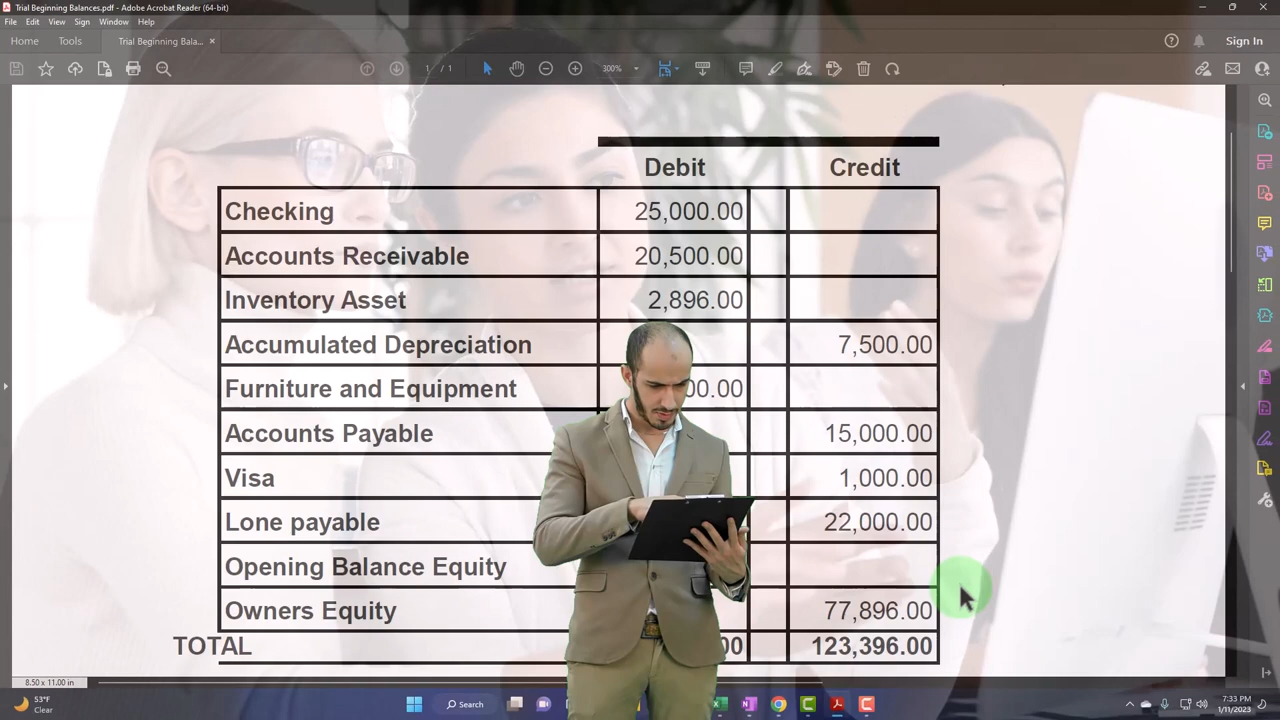 Trial Beginning Balances.pdf - Adobe Acrobat Reader (64-bit)
File Edit View Sign Window Help
Home Tools Trial Beginning Bala... × Sign In
1 / 1 300%
Debit Credit
Checking 25,000.00
Accounts Receivable 20,500.00
Inventory Asset 2,896.00
Accumulated Depreciation 7,500.00
Furniture and Equipment 00.00
Accounts Payable 15,000.00
Visa 1,000.00
Lone payable 22,000.00
Opening Balance Equity
Owners Equity 77,896.00
TOTAL 00 123,396.00
8.50 x 11.00 in
53°F
Clear
Search
7:33 PM
1/11/2023